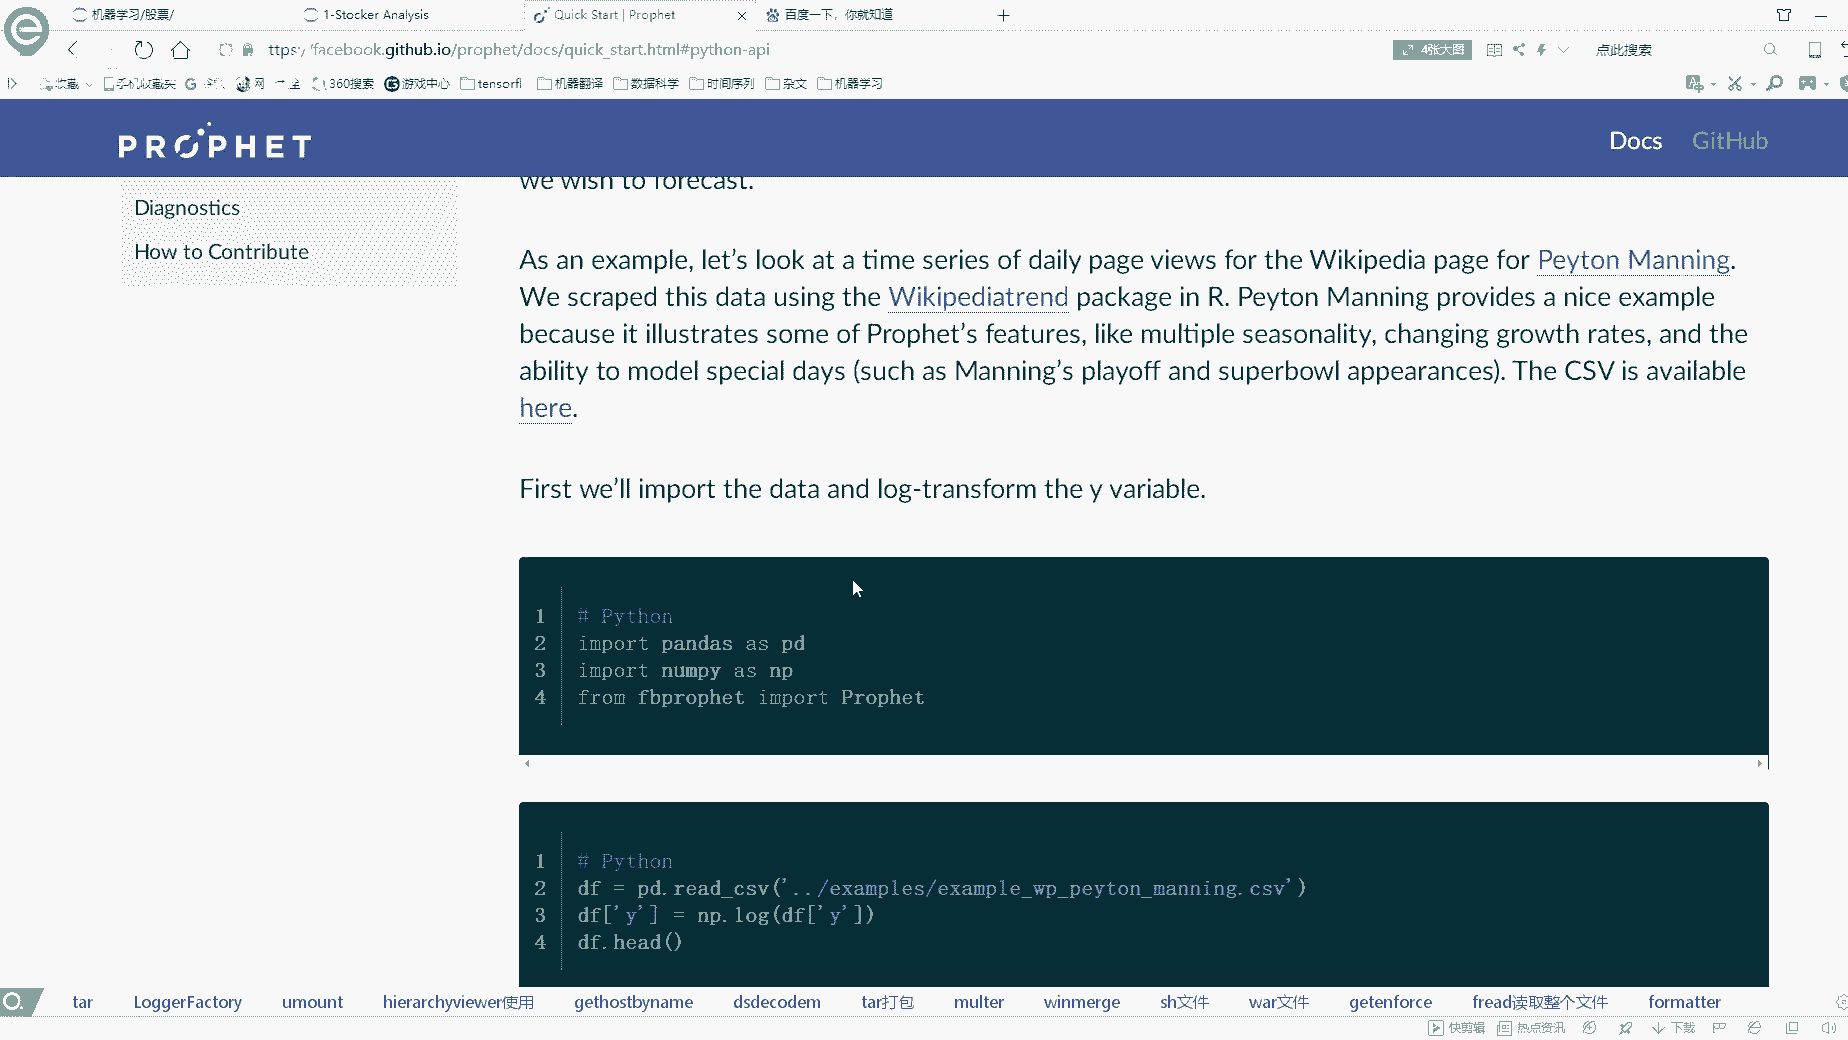 机器学习/股票/
1-Stocker Analysis
Quick Start | Prophet
百度一下，你就知道
ttps://facebook.github.io/prophet/docs/quick_start.html#python-api
4张大图
点此搜索
收藏
手机收藏夹
G
网
360搜索
游戏中心
tensorfl
机器翻译
数据科学
时间序列
杂文
机器学习
PROPHET
Docs
GitHub
Diagnostics
How to Contribute
we wish to forecast.
As an example, let's look at a time series of daily page views for the Wikipedia page for Peyton Manning.
We scraped this data using the Wikipediatrend package in R. Peyton Manning provides a nice example
because it illustrates some of Prophet's features, like multiple seasonality, changing growth rates, and the
ability to model special days (such as Manning's playoff and superbowl appearances). The CSV is available
here.
First we'll import the data and log-transform the y variable.
1 # Python
2 import pandas as pd
3 import numpy as np
4 from fbprophet import Prophet
1 # Python
2 df = pd.read_csv('../examples/example_wp_peyton_manning.csv')
3 df['y'] = np.log(df['y'])
4 df.head()
tar
LoggerFactory
umount
hierarchyviewer使用
gethostbyname
dsdecodem
tar打包
multer
winmerge
sh文件
war文件
getenforce
fread读取整个文件
formatter
快剪辑
热点资讯
下载